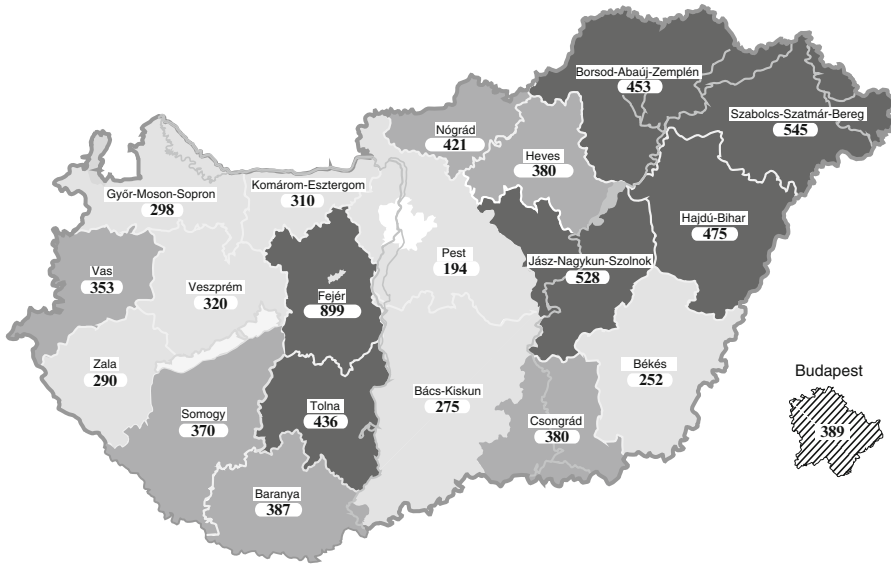 Borsod-Abaúj-Zemplén
453
Szabolcs-Szatmár-Bereg
545
Nógrád
421
Heves
380
Győr-Moson-Sopron
298
Komárom-Esztergom
310
Hajdú-Bihar
475
Vas
353
Veszprém
320
Fejér
899
Pest
194
Jász-Nagykun-Szolnok
528
Zala
290
Somogy
370
Tolna
436
Bács-Kiskun
275
Békés
252
Csongrád
380
Baranya
387
Budapest
389